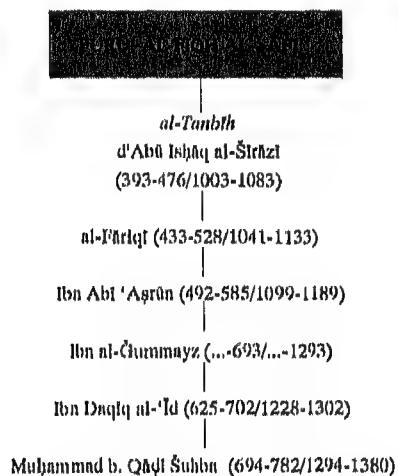 al-Tanbīh
d'Abū Isḥāq al-Šīrāzī
(393-476/1003-1083)
al-Fāriqī (433-528/1041-1133)
Ibn Abī 'Aṣrūn (492-585/1099-1189)
Ibn al-Ǧummayz (...-693/...-1293)
Ibn Daqīq al-'Īd (625-702/1228-1302)
Muḥammad b. Qāḍī Šuhba (694-782/1294-1380)